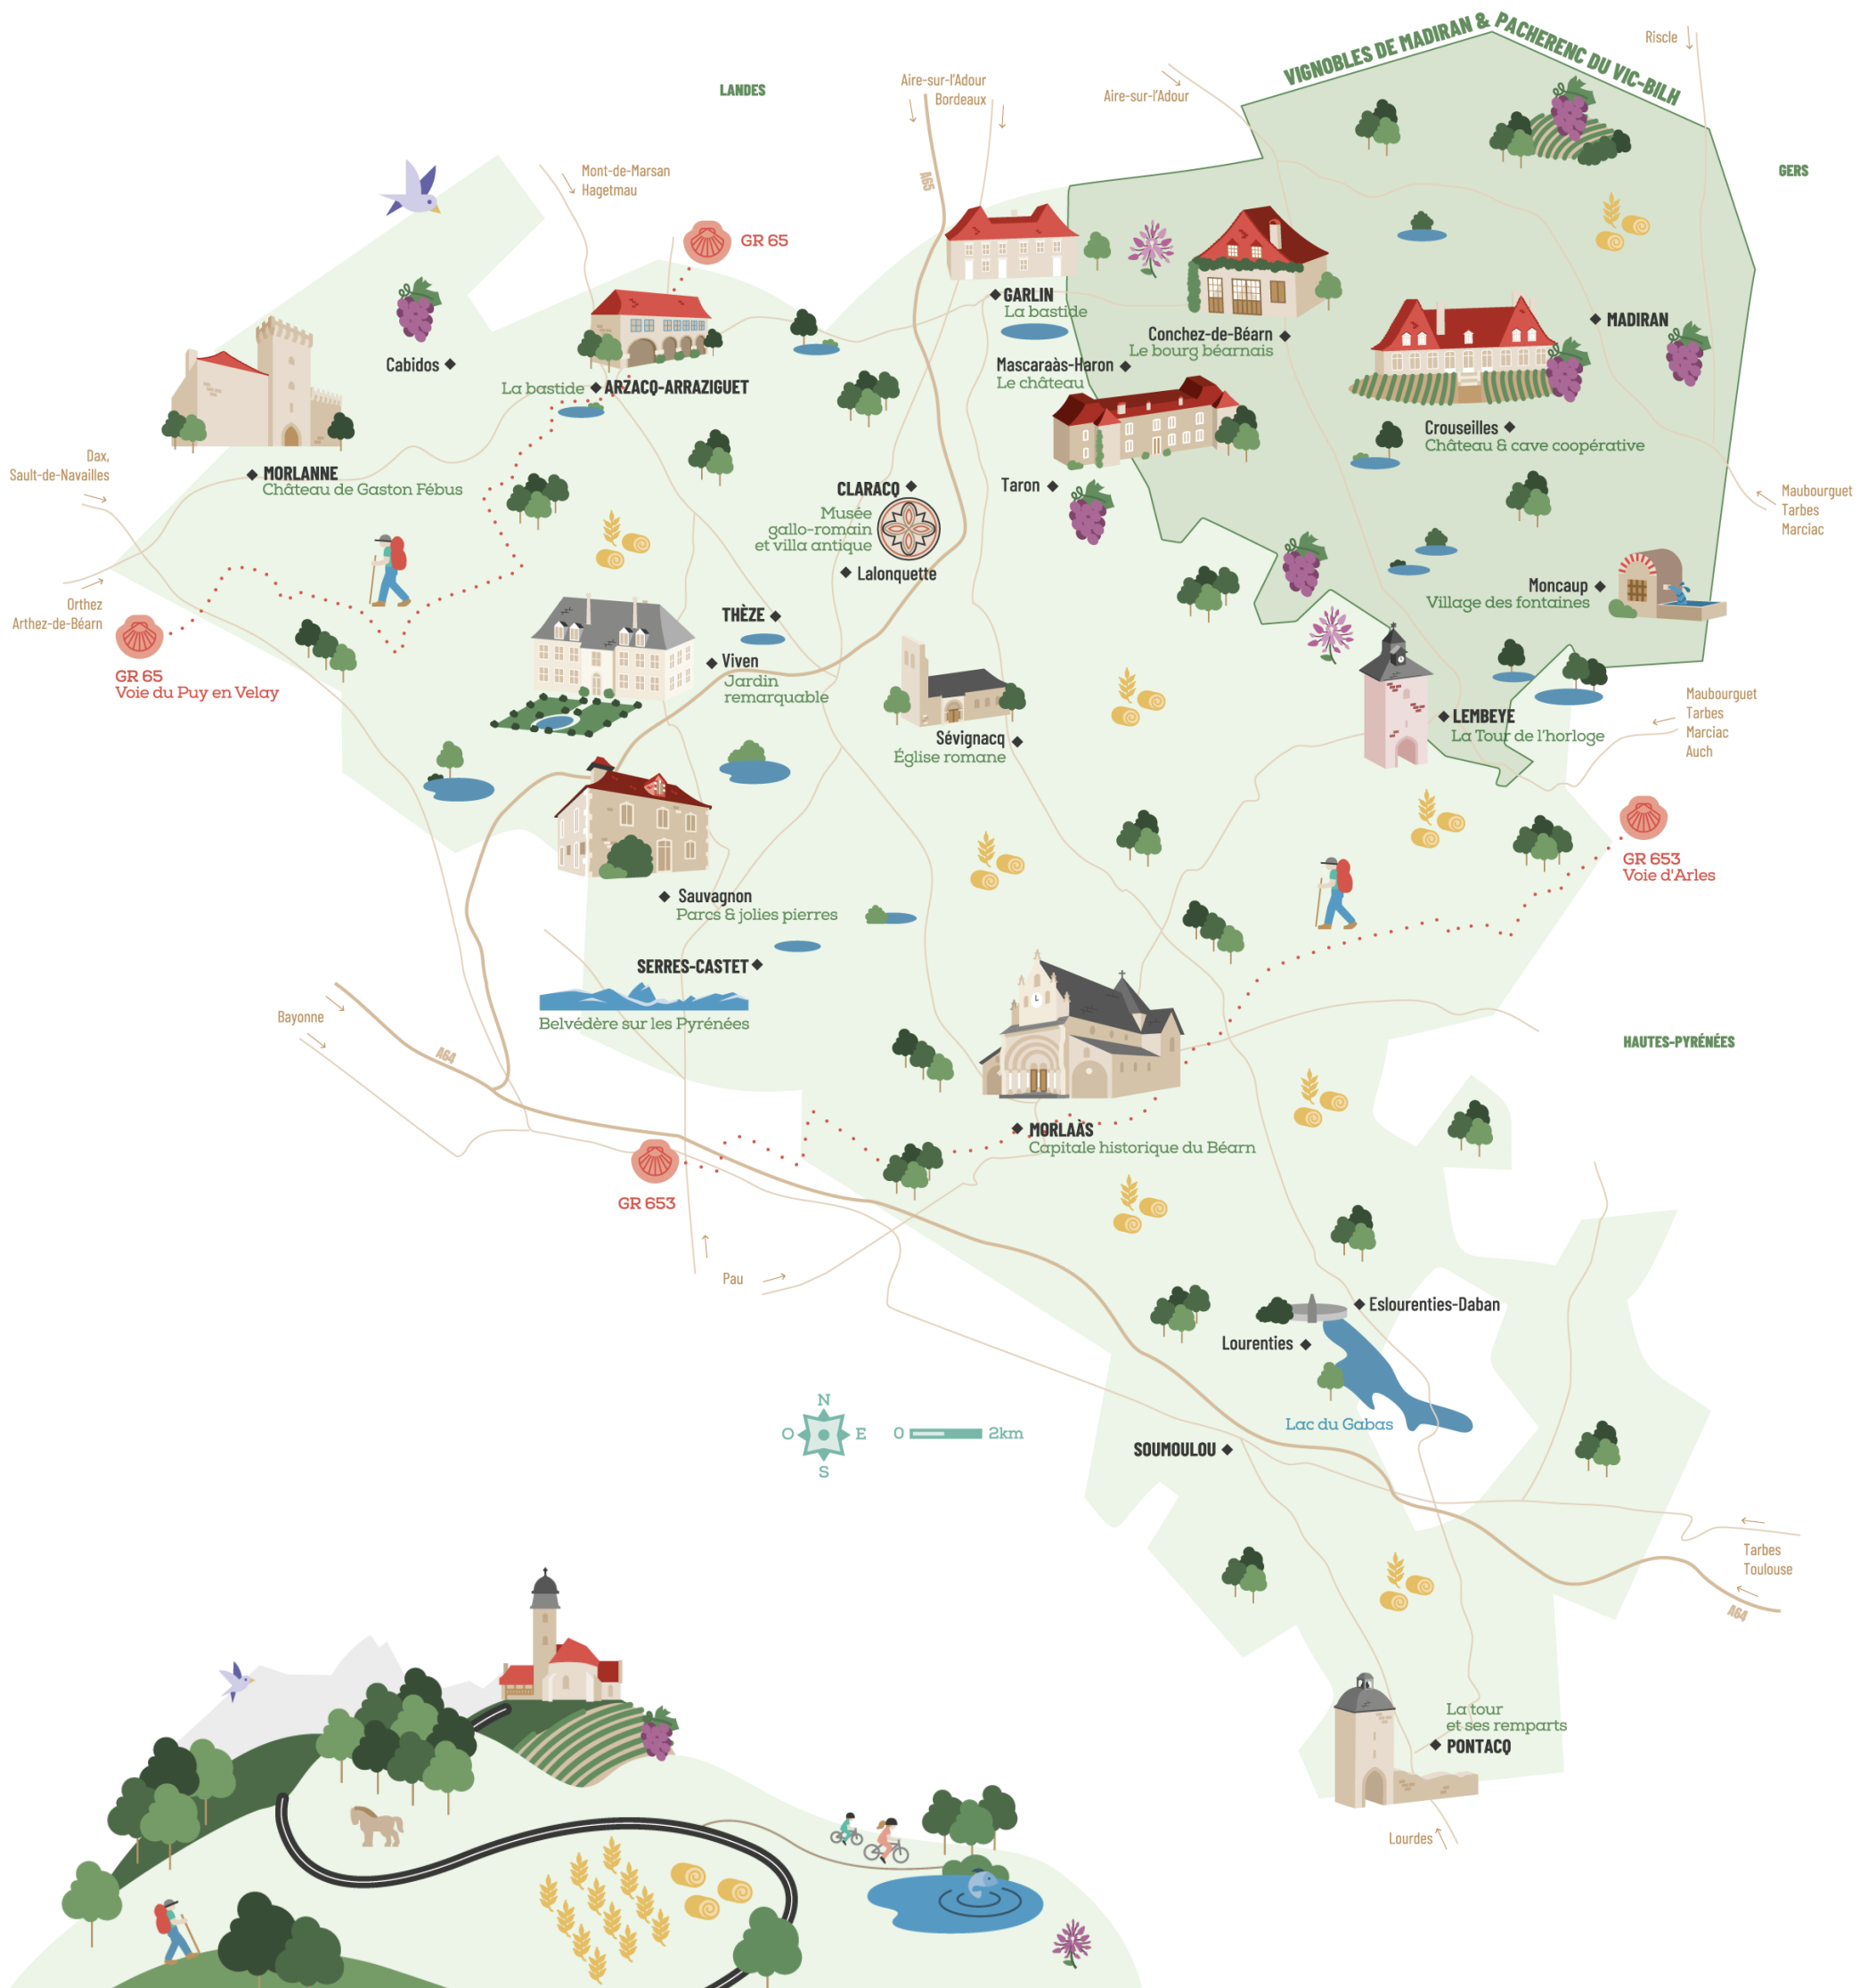 VIGNOBLES DE MADIRAN & PACHERENC DU VIC-BILH
Riscle
LANDES
Aire-sur-l'Adour
Bordeaux
Aire-sur-l'Adour
A65
GERS
Mont-de-Marsan
Hagetmau
GR 65
GARLIN
La bastide
MADIRAN
Conchez-de-Béarn
Le bourg béarnais
Cabidos
Mascaraàs-Haron
Le château
La bastide
ARZACQ-ARRAZIGUET
Crouseilles
Château & cave coopérative
Dax,
Sault-de-Navailles
MORLANNE
Château de Gaston Fébus
CLARACQ
Musée
gallo-romain
et villa antique
Taron
Maubourguet
Tarbes
Marciac
Lalonquette
Moncaup
Village des fontaines
Orthez
Arthez-de-Béarn
THÈZE
GR 65
Voie du Puy en Velay
Viven
Jardin
remarquable
Maubourguet
Tarbes
Marciac
Auch
LEMBEYE
La Tour de l'horloge
Sévignacq
Église romane
GR 653
Voie d'Arles
Sauvagnon
Parcs & jolies pierres
SERRES-CASTET
Belvédère sur les Pyrénées
Bayonne
A64
HAUTES-PYRÉNÉES
MORLAÀS
Capitale historique du Béarn
GR 653
Pau
Eslourenties-Daban
Lourenties
Lac du Gabas
N
O
E
S
0
2km
SOUMOULOU
Tarbes
Toulouse
A64
La tour
et ses remparts
PONTACQ
Lourdes